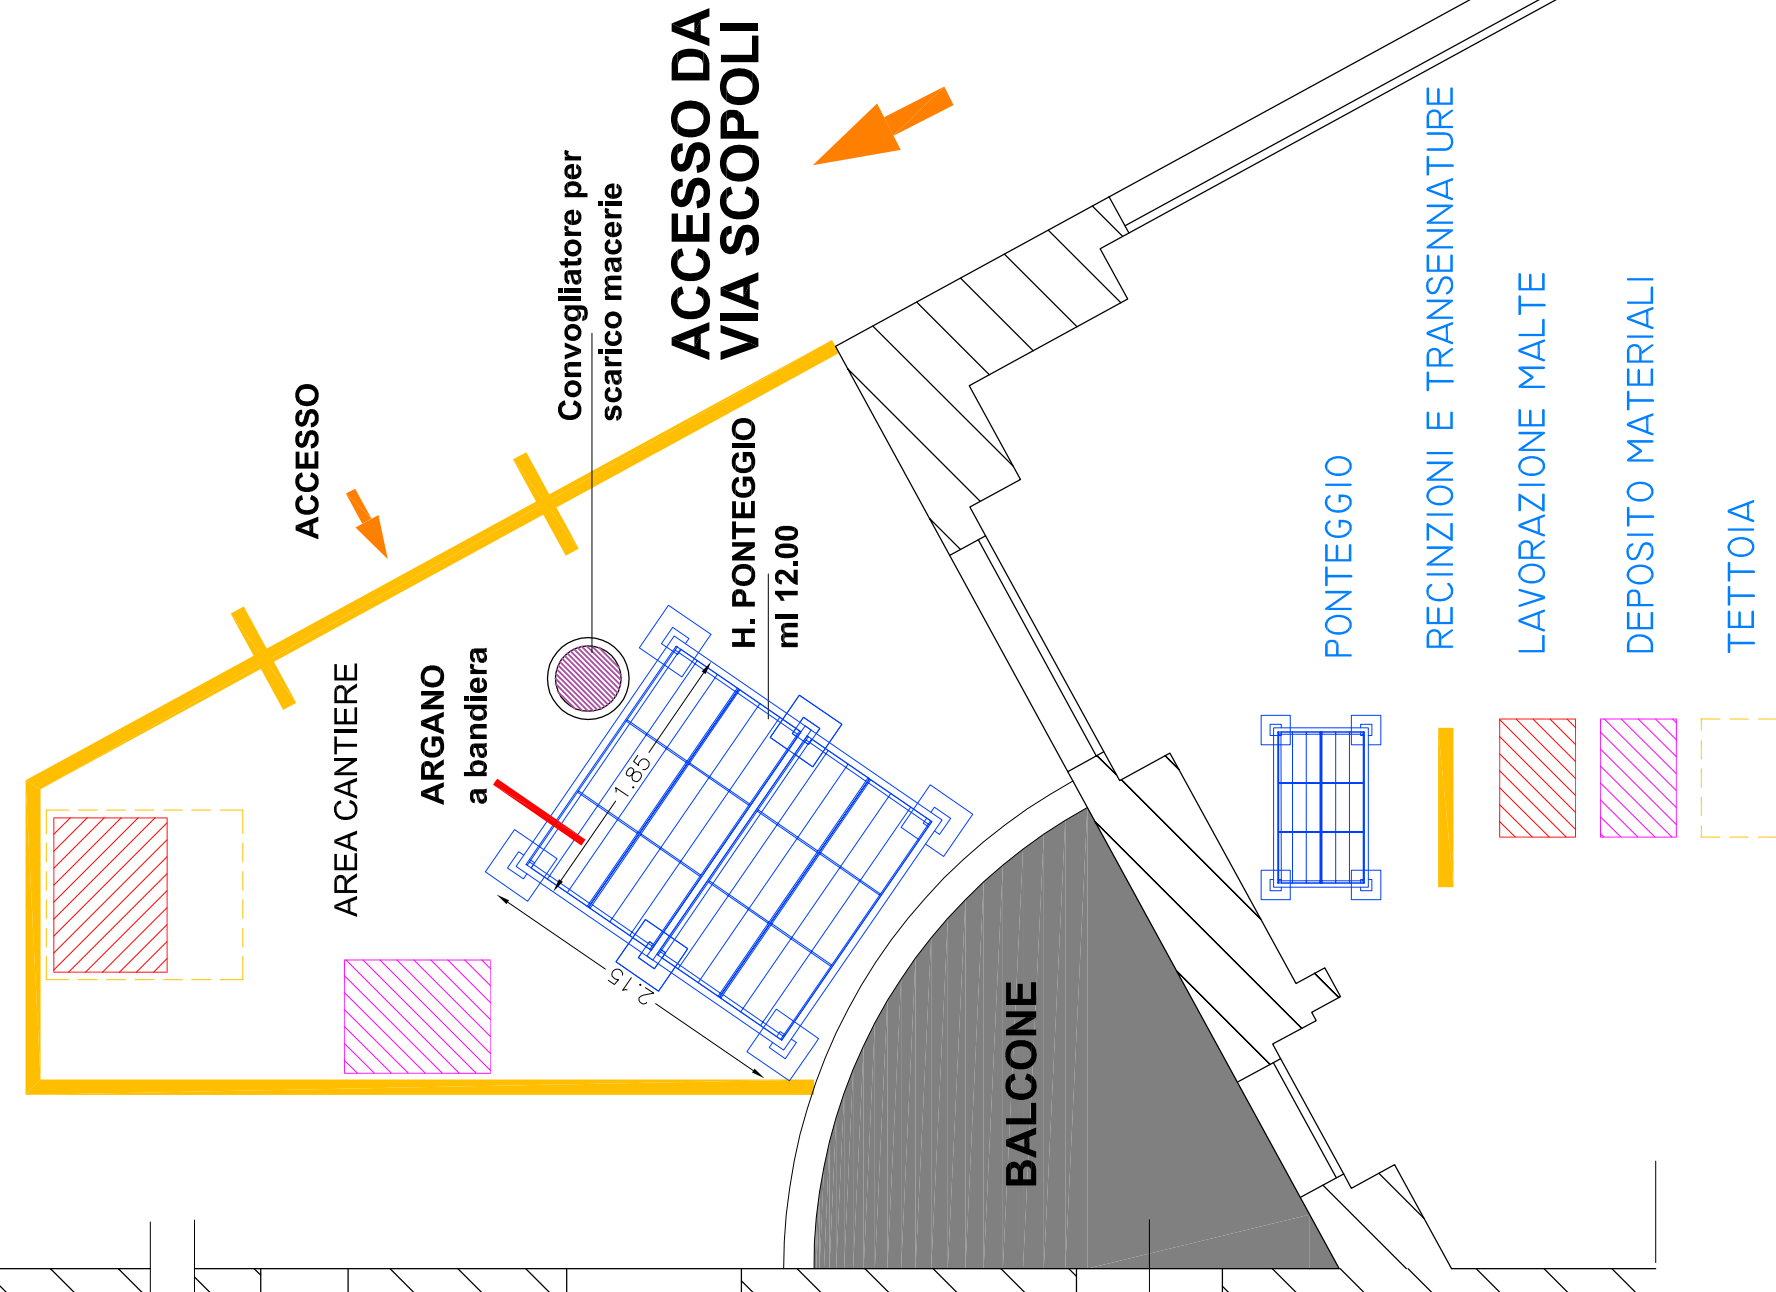 ACCESSO DA
VIA SCOPOLI
Convogliatore per
scarico macerie
ACCESSO
H. PONTEGGIO
ml 12.00
ARGANO
a bandiera
AREA CANTIERE
1.85
2.15
BALCONE
PONTEGGIO
RECINZIONI E TRANSENNATURE
LAVORAZIONE MALTE
DEPOSITO MATERIALI
TETTOIA